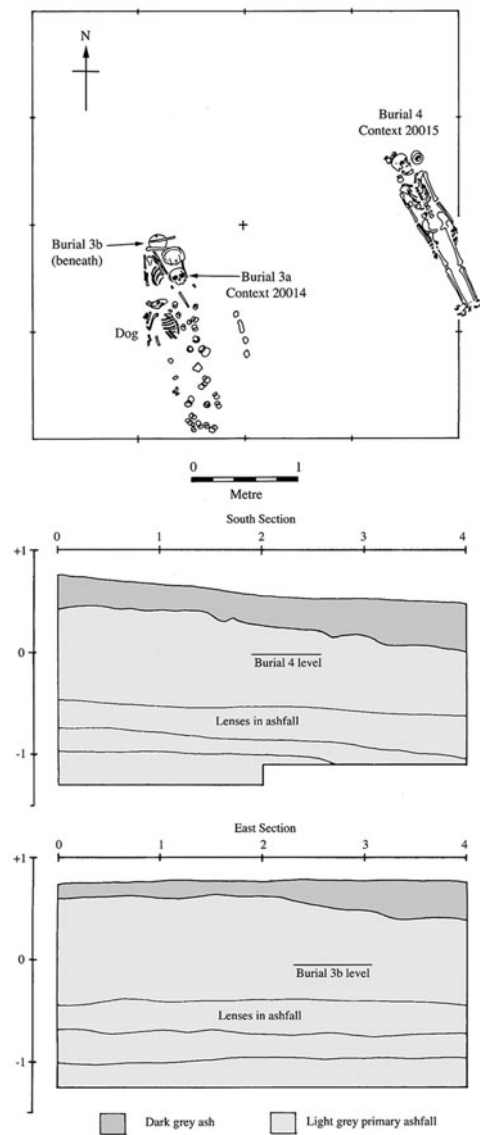 N
Burial 4
Context 20015
Burial 3b
(beneath)
Burial 3a
Context 20014
Dog
0 1
Metre
South Section
0 1 2 3 4
+1
0
-1
Burial 4 level
Lenses in ashfall
East Section
0 1 2 3 4
+1
0
-1
Burial 3b level
Lenses in ashfall
Dark grey ash Light grey primary ashfall